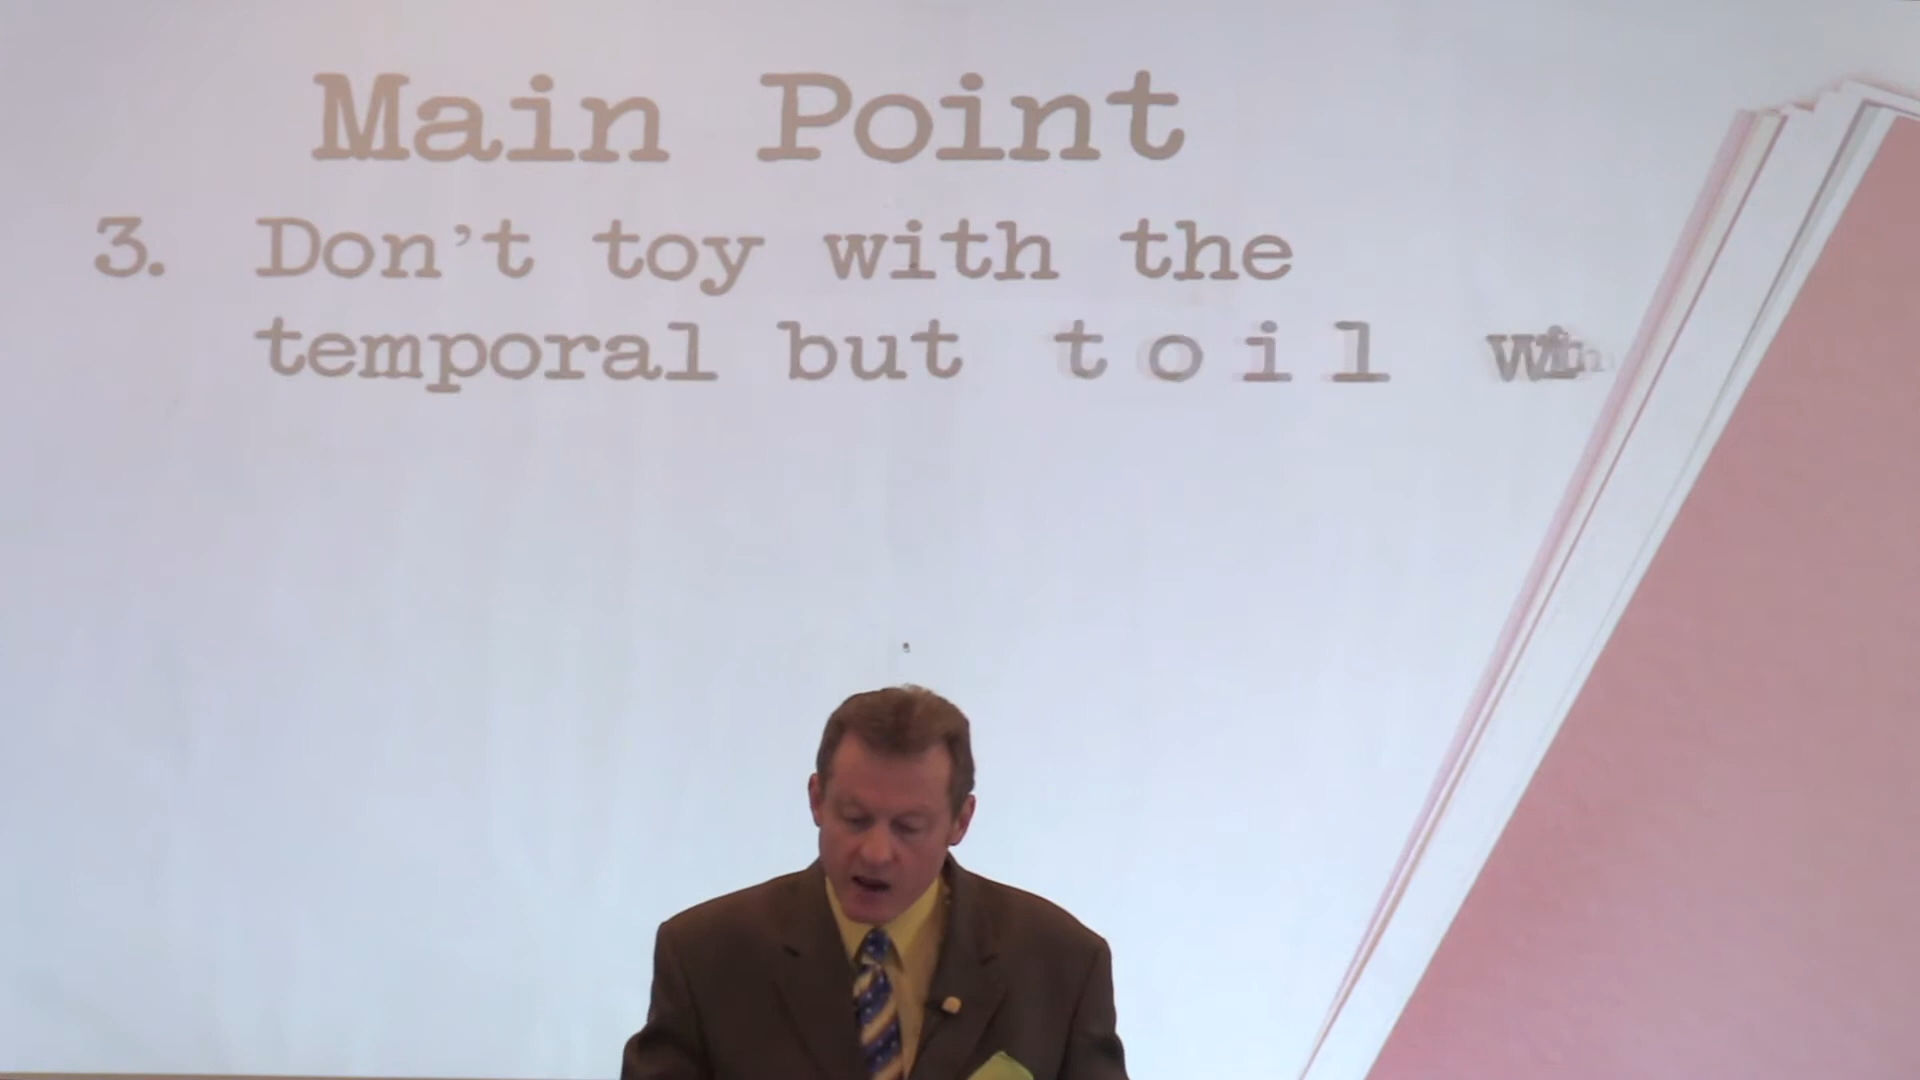 Main Point
3. Don't toy with the
temporal but toil